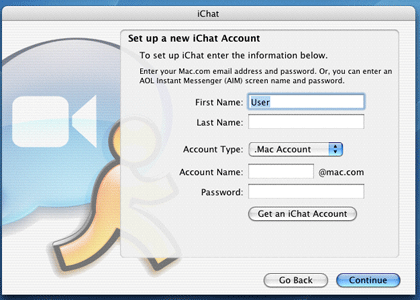 iChat
Set up a new iChat Account
To set up iChat enter the information below.
Enter your Mac.com email address and password. Or, you can enter an
AOL Instant Messenger (AIM) screen name and password.
First Name: User
Last Name:
Account Type: .Mac Account
Account Name: @mac.com
Password:
Get an iChat Account
Go Back Continue